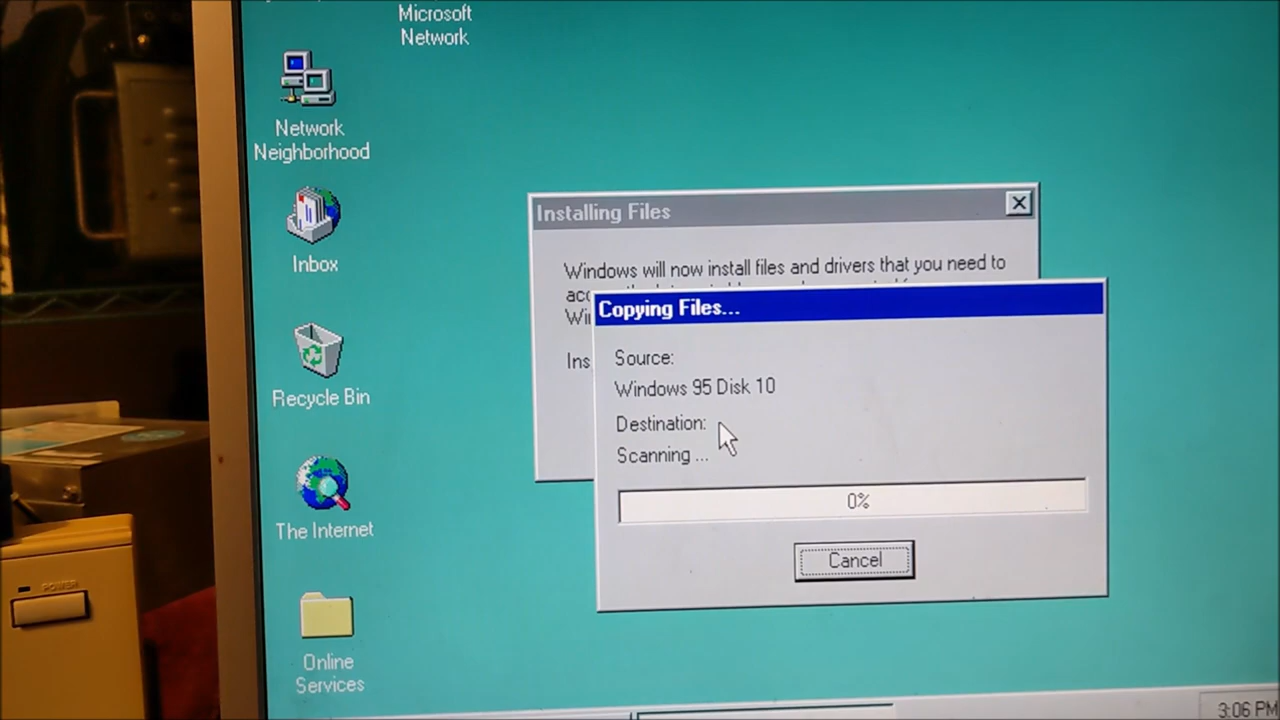 Microsoft
Network
Network
Neighborhood
Inbox
Recycle Bin
The Internet
Online
Services
Installing Files
Windows will now install files and drivers that you need to
Copying Files...
Source:
Windows 95 Disk 10
Destination:
Scanning ...
0%
Cancel
POWER
3:06 PM